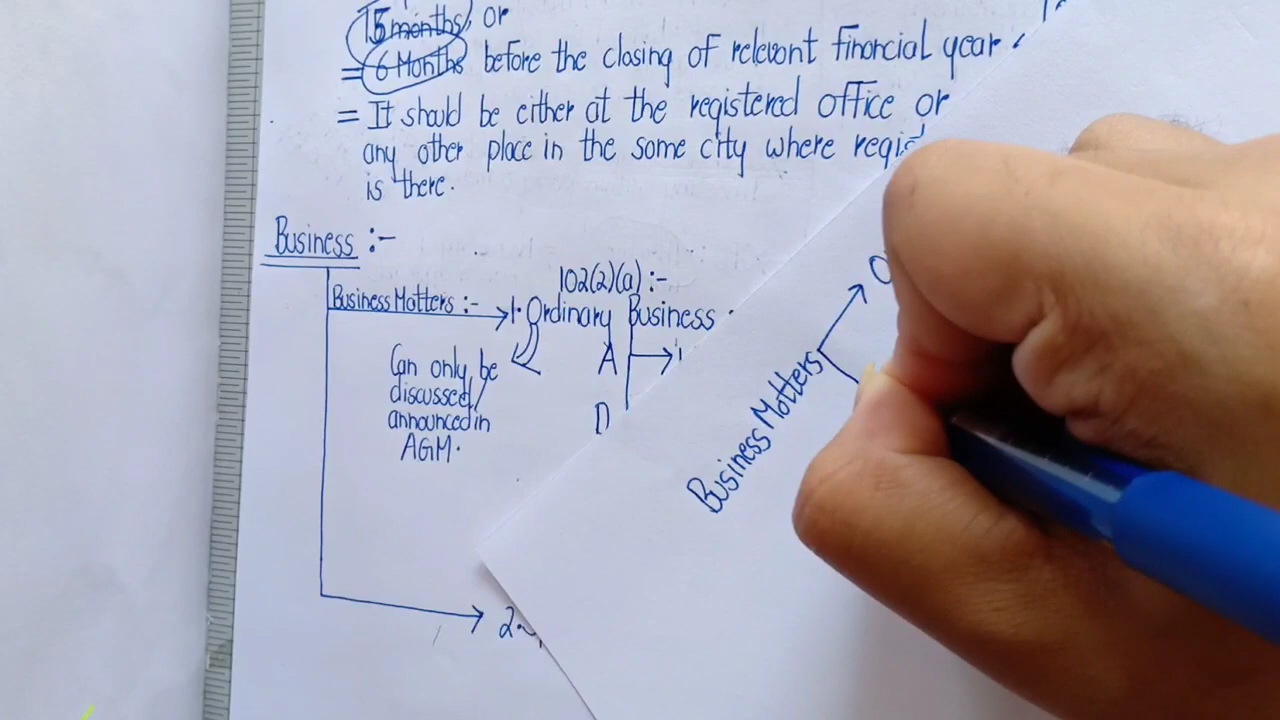 15 months, or
= 6 Months before the closing of relevant financial year
= It should be either at the registered office or
any other place in the same city where regis
is there.
Business :-
102(2)(a) :-
Business Matters :- 1. Ordinary Business
Can only be
discussed/
announced in
AGM.
A
D
1
2.
Business Matters
O